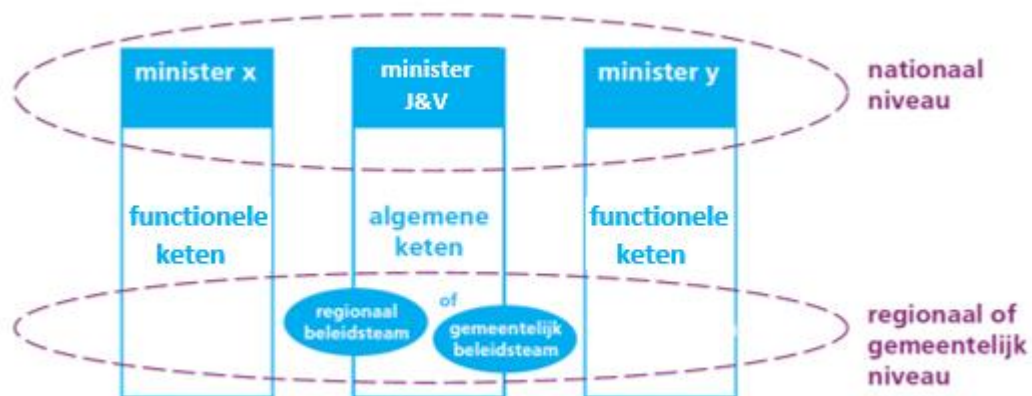 minister x
minister
J&V
minister y
nationaal
niveau
functionele
keten
algemene
keten
functionele
keten
regionaal
beleidsteam
of
gemeentelijk
beleidsteam
regionaal of
gemeentelijk
niveau